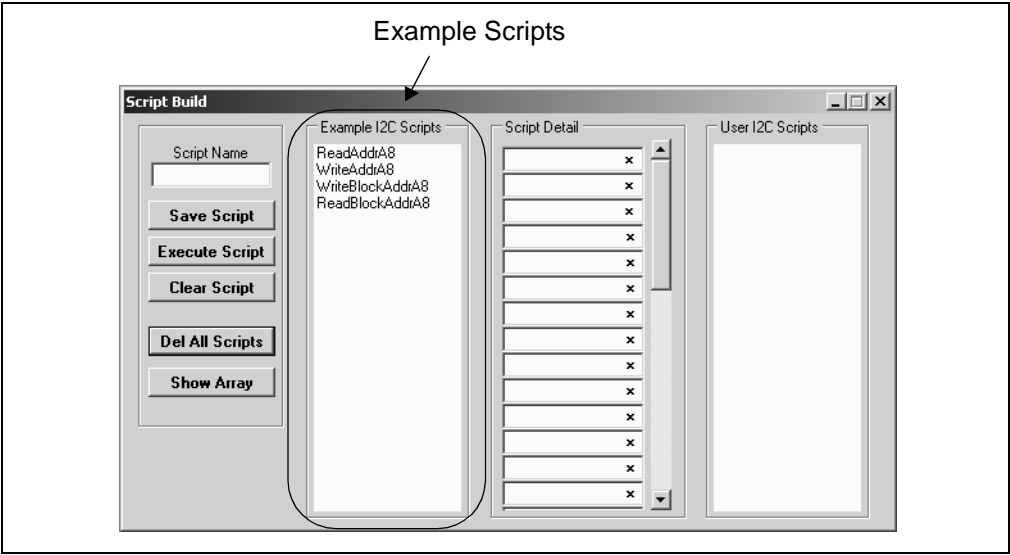 Example Scripts
Script Build
Script Name
Save Script
Execute Script
Clear Script
Del All Scripts
Show Array
Example I2C Scripts
ReadAddrA8
WriteAddrA8
WriteBlockAddrA8
ReadBlockAddrA8
Script Detail
x
x
x
x
x
x
x
x
x
x
x
x
x
x
User I2C Scripts